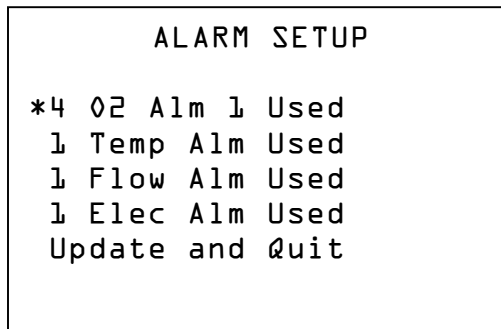 ALARM SETUP
*4 O2 Alm 1 Used
1 Temp Alm Used
1 Flow Alm Used
1 Elec Alm Used
Update and Quit